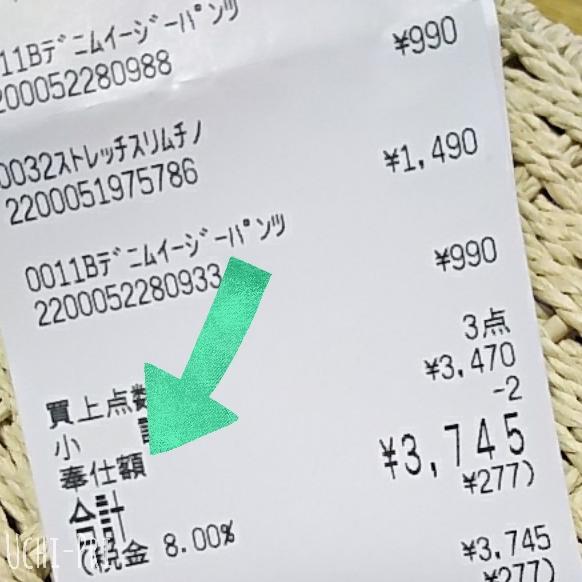 11Bﾃﾞﾆﾑｲｰｼﾞｰﾊﾟﾝﾂ ¥990
200052280988
0032ｽﾄﾚｯﾁｽﾘﾑﾁﾉ ¥1,490
2200051975786
0011Bﾃﾞﾆﾑｲｰｼﾞｰﾊﾟﾝﾂ ¥990
2200052280933
買上点数 3点
小 ¥3,470
奉仕額 -2
合計 ¥3,745
(税金 8.00% ¥277)
¥3,745
¥277)